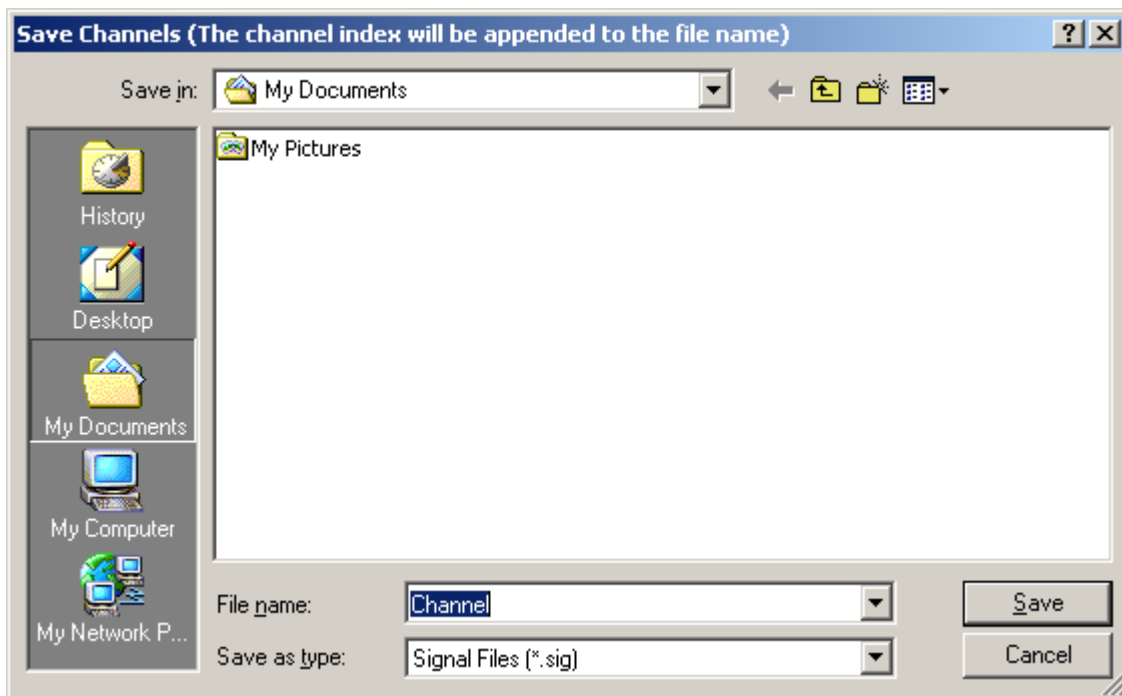 Save Channels (The channel index will be appended to the file name)
Save in: My Documents
My Pictures
History
Desktop
My Documents
My Computer
My Network P...
File name: Channel Save
Save as type: Signal Files (*.sig) Cancel